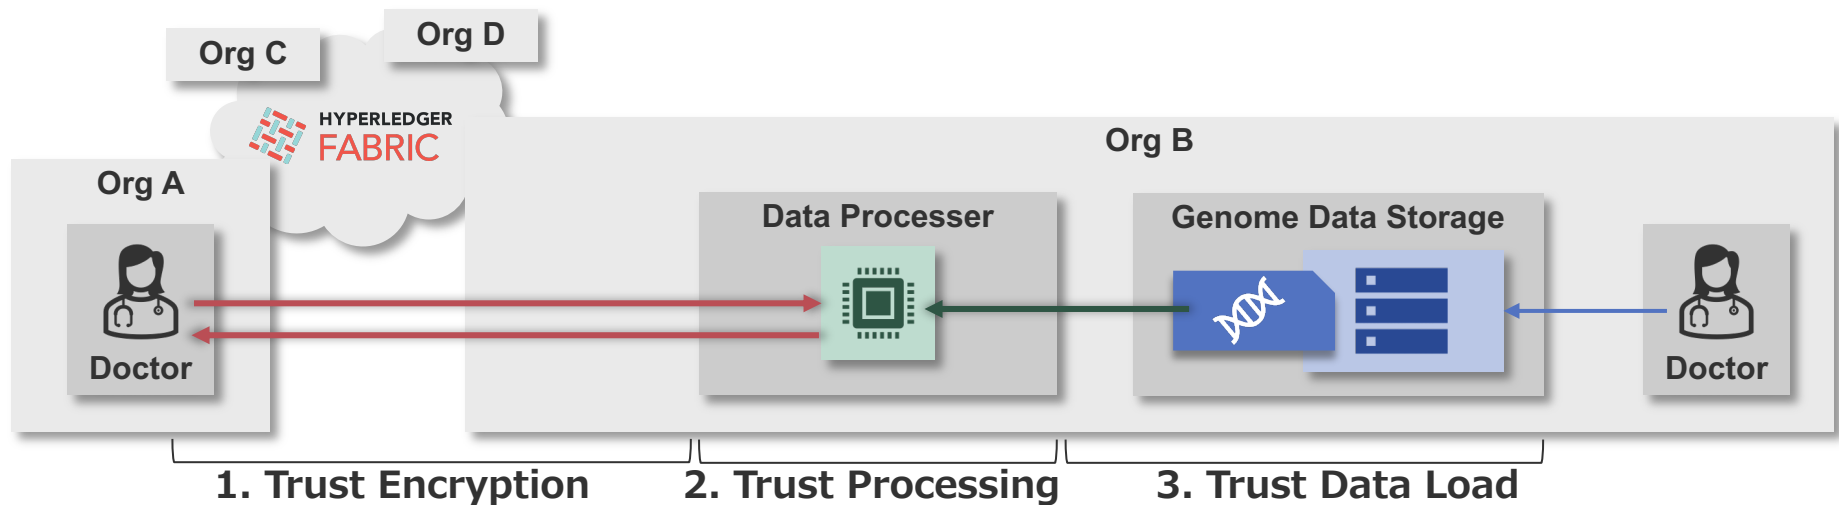 Org C
Org D
HYPERLEDGER
FABRIC
Org B
Org A
Data Processer
Genome Data Storage
Doctor
Doctor
1. Trust Encryption
2. Trust Processing
3. Trust Data Load